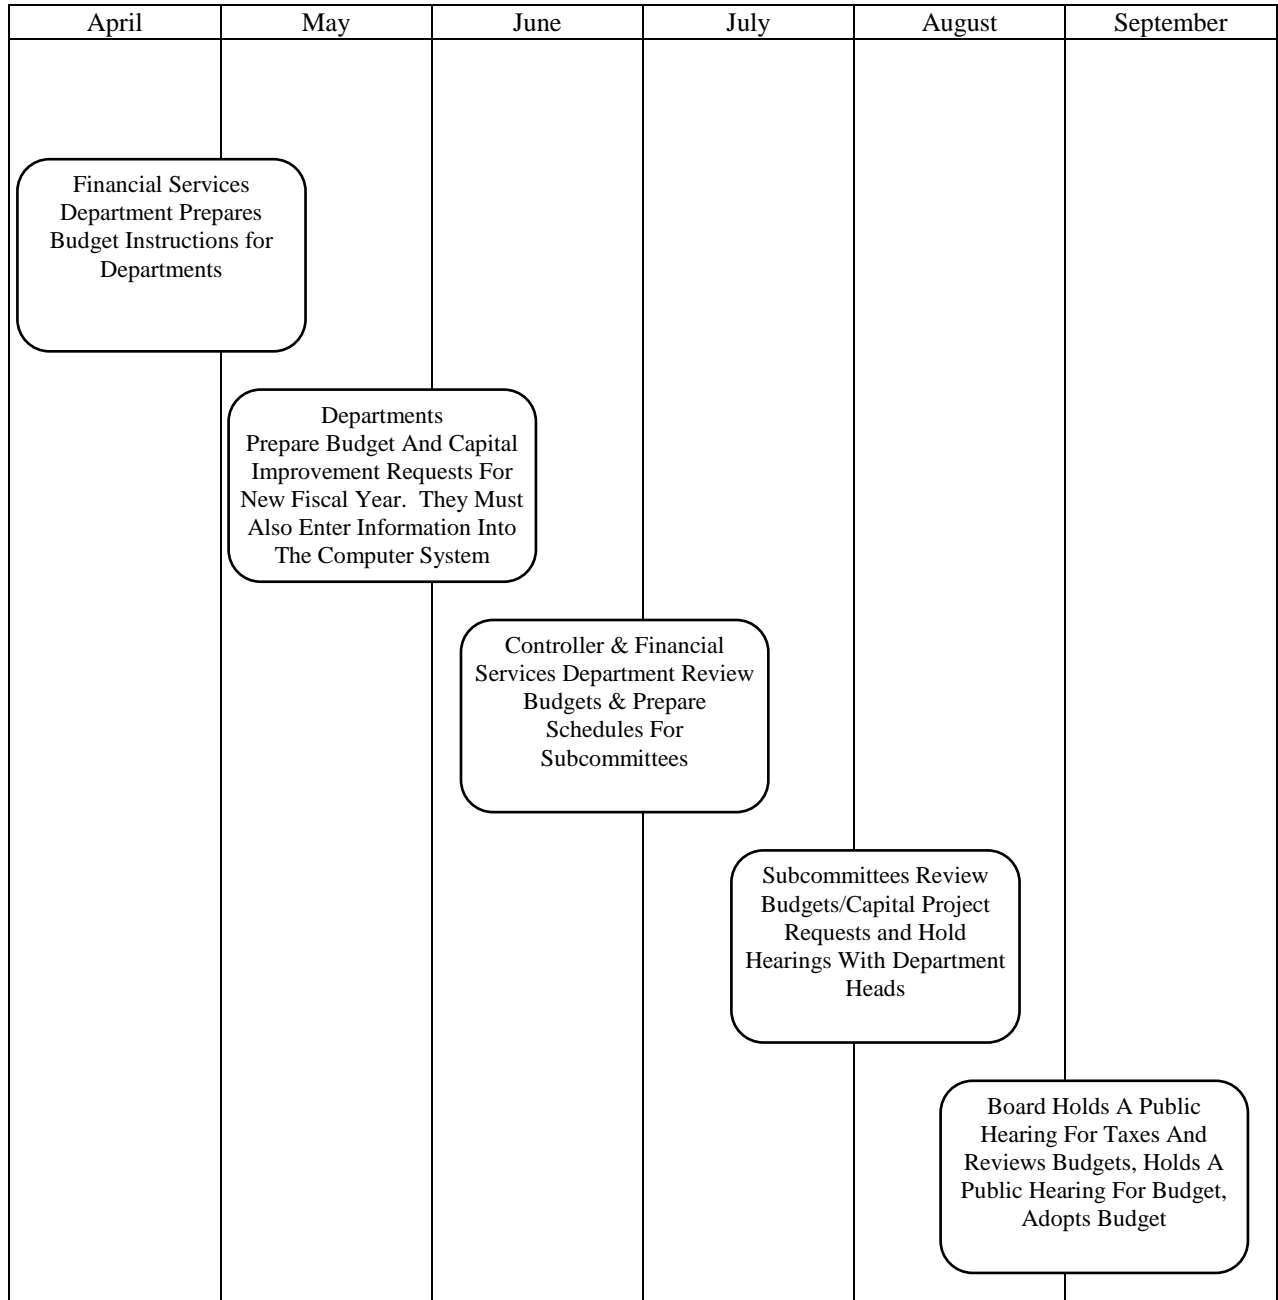 April May June July August September
Financial Services
Department Prepares
Budget Instructions for
Departments
Departments
Prepare Budget And Capital
Improvement Requests For
New Fiscal Year.  They Must
Also Enter Information Into
The Computer System
Controller & Financial
Services Department Review
Budgets & Prepare
Schedules For
Subcommittees
Subcommittees Review
Budgets/Capital Project
Requests and Hold
Hearings With Department
Heads
Board Holds A Public
Hearing For Taxes And
Reviews Budgets, Holds A
Public Hearing For Budget,
Adopts Budget